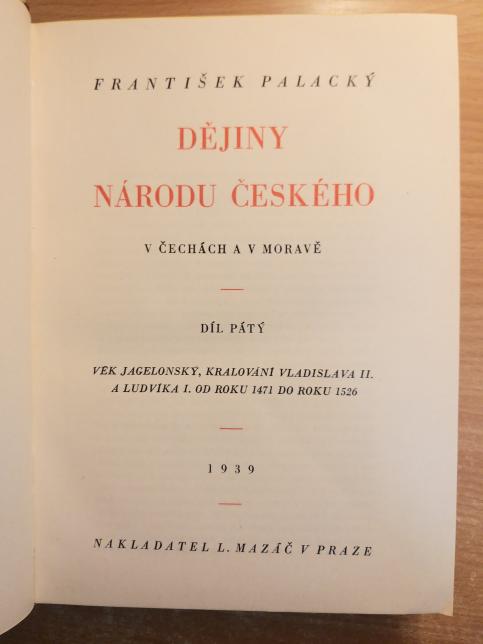 FRANTIŠEK PALACKÝ
DĚJINY
NÁRODU ČESKÉHO
V ČECHÁCH A V MORAVĚ
DÍL PÁTÝ
VĚK JAGELONSKÝ, KRALOVÁNÍ VLADISLAVA II.
A LUDVÍKA I. OD ROKU 1471 DO ROKU 1526
1939
NAKLADATEL L. MAZÁČ V PRAZE